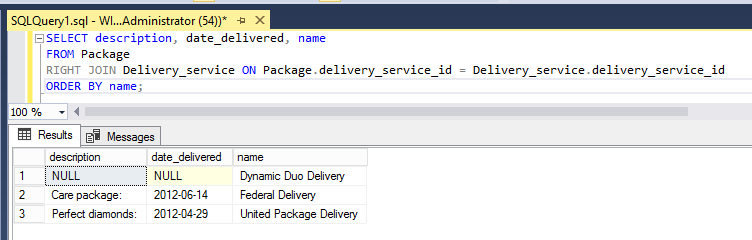 SQLQuery1.sql - WI...Administrator (54))*
SELECT description, date_delivered, name
FROM Package
RIGHT JOIN Delivery_service ON Package.delivery_service_id = Delivery_service.delivery_service_id
ORDER BY name;
100 %
Results Messages
description date_delivered name
1 NULL NULL Dynamic Duo Delivery
2 Care package: 2012-06-14 Federal Delivery
3 Perfect diamonds: 2012-04-29 United Package Delivery